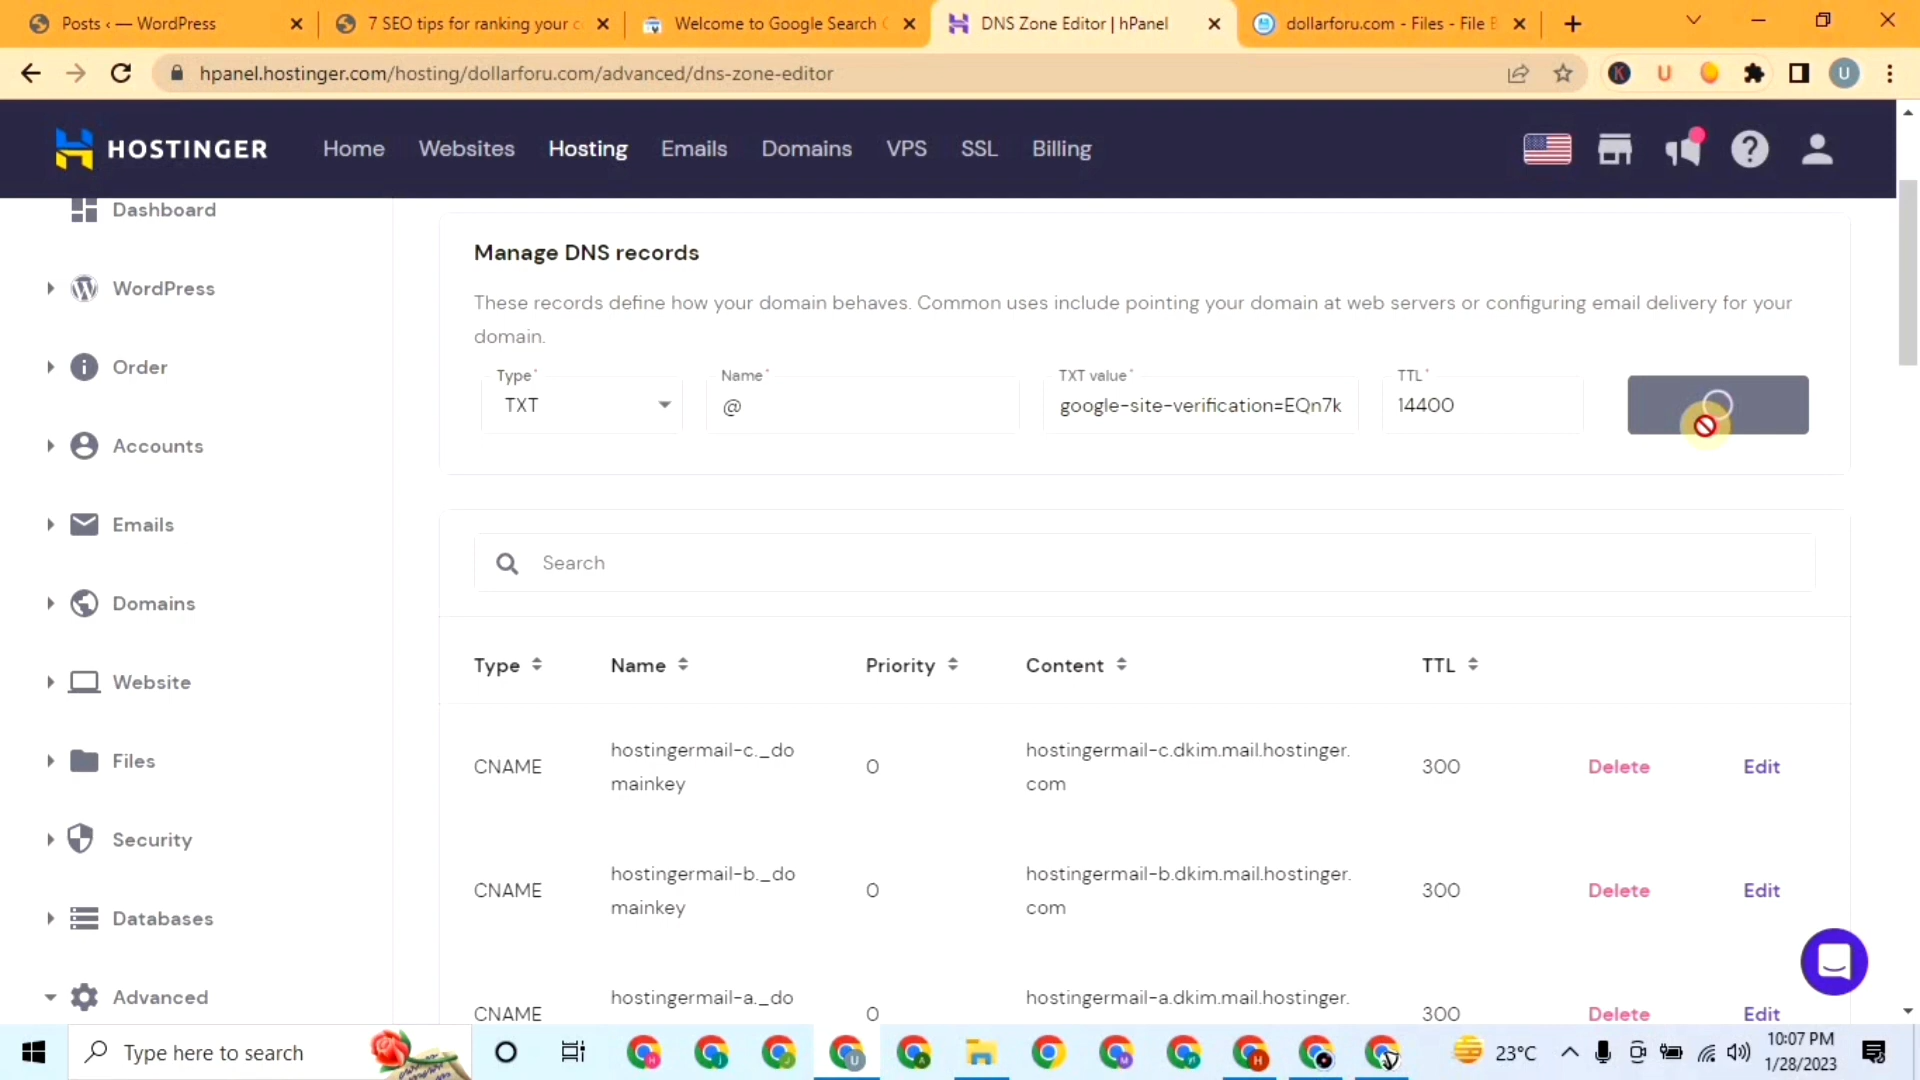 Posts ‹ — WordPress
7 SEO tips for ranking your c
Welcome to Google Search C
DNS Zone Editor | hPanel
dollarforu.com - Files - File B
hpanel.hostinger.com/hosting/dollarforu.com/advanced/dns-zone-editor
K
U
U
HOSTINGER
Home
Websites
Hosting
Emails
Domains
VPS
SSL
Billing
Dashboard
WordPress
Order
Accounts
Emails
Domains
Website
Files
Security
Databases
Advanced
Manage DNS records
These records define how your domain behaves. Common uses include pointing your domain at web servers or configuring email delivery for your
domain.
Type*
TXT
Name*
@
TXT value*
google-site-verification=EQn7k
TTL*
14400
Search
Type
Name
Priority
Content
TTL
CNAME
hostingermail-c._do
mainkey
0
hostingermail-c.dkim.mail.hostinger.
com
300
Delete
Edit
CNAME
hostingermail-b._do
mainkey
0
hostingermail-b.dkim.mail.hostinger.
com
300
Delete
Edit
CNAME
hostingermail-a._do
0
hostingermail-a.dkim.mail.hostinger.
300
Delete
Edit
Type here to search
23°C
10:07 PM
1/28/2023